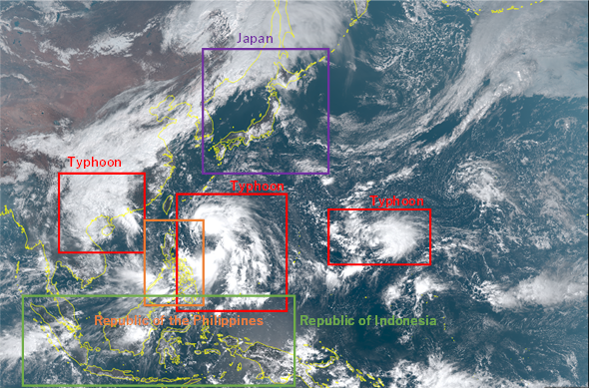 Japan
Typhoon
Typhoon
Typhoon
Republic of the Philippines
Republic of Indonesia